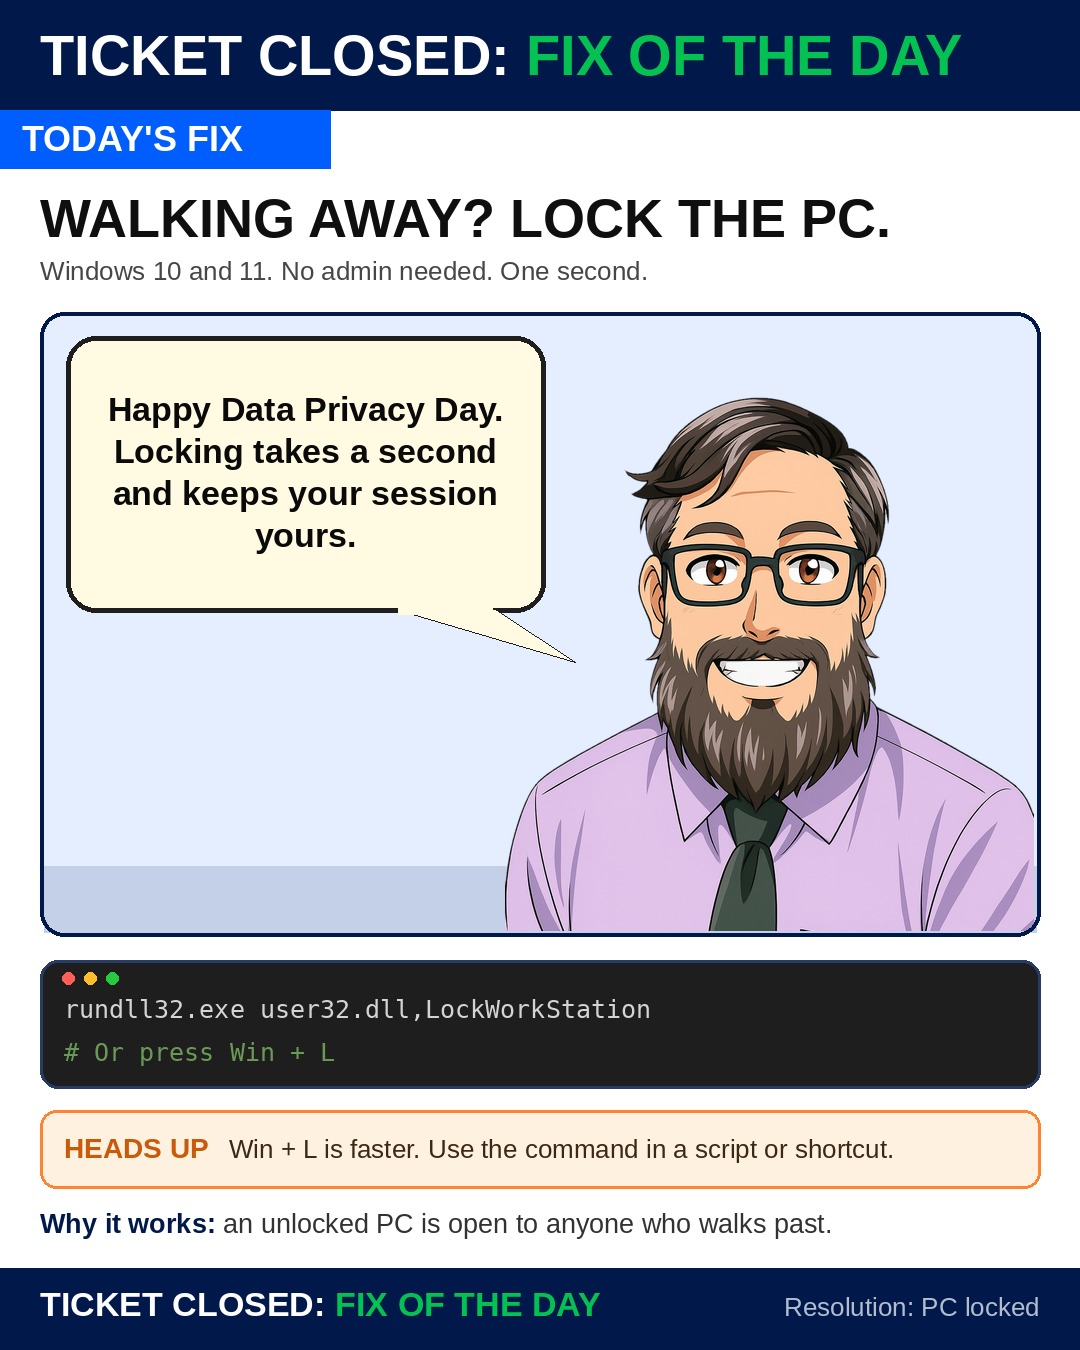 TICKET CLOSED: FIX OF THE DAY
TODAY'S FIX
WALKING AWAY? LOCK THE PC.
Windows 10 and 11. No admin needed. One second.
Happy Data Privacy Day.
Locking takes a second
and keeps your session
yours.
rundll32.exe user32.dll,LockWorkStation
# Or press Win + L
HEADS UP Win + L is faster. Use the command in a script or shortcut.
Why it works: an unlocked PC is open to anyone who walks past.
TICKET CLOSED: FIX OF THE DAY
Resolution: PC locked